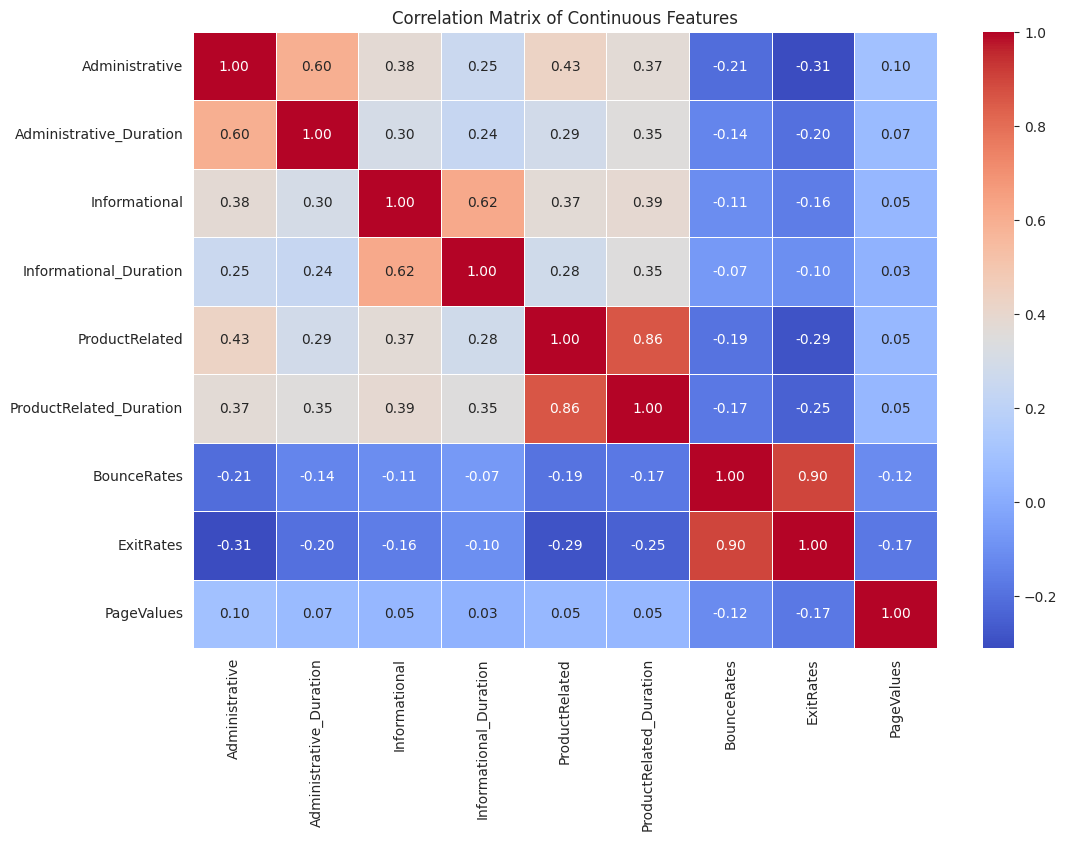 Correlation Matrix of Continuous Features
Administrative 1.00 0.60 0.38 0.25 0.43 0.37 -0.21 -0.31 0.10
Administrative_Duration 0.60 1.00 0.30 0.24 0.29 0.35 -0.14 -0.20 0.07
Informational 0.38 0.30 1.00 0.62 0.37 0.39 -0.11 -0.16 0.05
Informational_Duration 0.25 0.24 0.62 1.00 0.28 0.35 -0.07 -0.10 0.03
ProductRelated 0.43 0.29 0.37 0.28 1.00 0.86 -0.19 -0.29 0.05
ProductRelated_Duration 0.37 0.35 0.39 0.35 0.86 1.00 -0.17 -0.25 0.05
BounceRates -0.21 -0.14 -0.11 -0.07 -0.19 -0.17 1.00 0.90 -0.12
ExitRates -0.31 -0.20 -0.16 -0.10 -0.29 -0.25 0.90 1.00 -0.17
PageValues 0.10 0.07 0.05 0.03 0.05 0.05 -0.12 -0.17 1.00
Administrative
Administrative_Duration
Informational
Informational_Duration
ProductRelated
ProductRelated_Duration
BounceRates
ExitRates
PageValues
1.0
0.8
0.6
0.4
0.2
0.0
−0.2